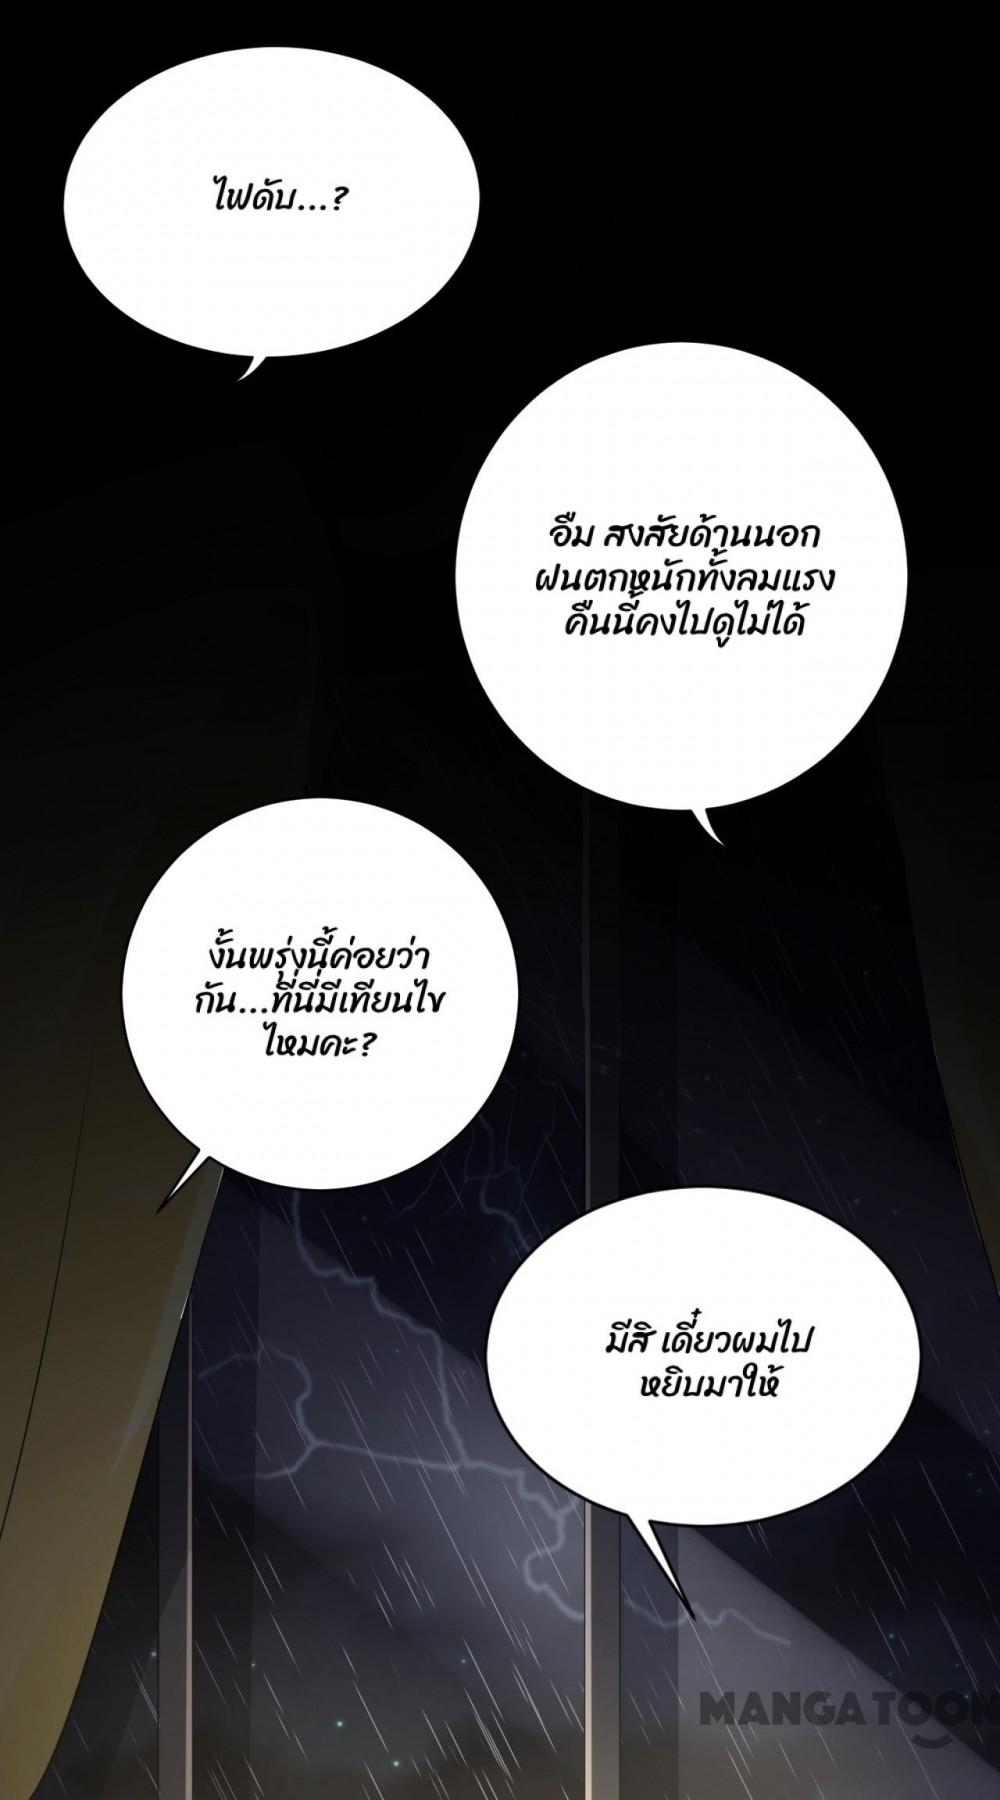 ไฟดับ...?
อืม สงสัยด้านนอก
ฝนตกหนักทั้งลมแรง
คืนนี้คงไปดูไม่ได้
งั้นพรุ่งนี้ค่อยว่า
กัน...ที่นี่มีเทียนไข
ไหมคะ?
มีสิ เดี๋ยวผมไป
หยิบมาให้
MANGATOON